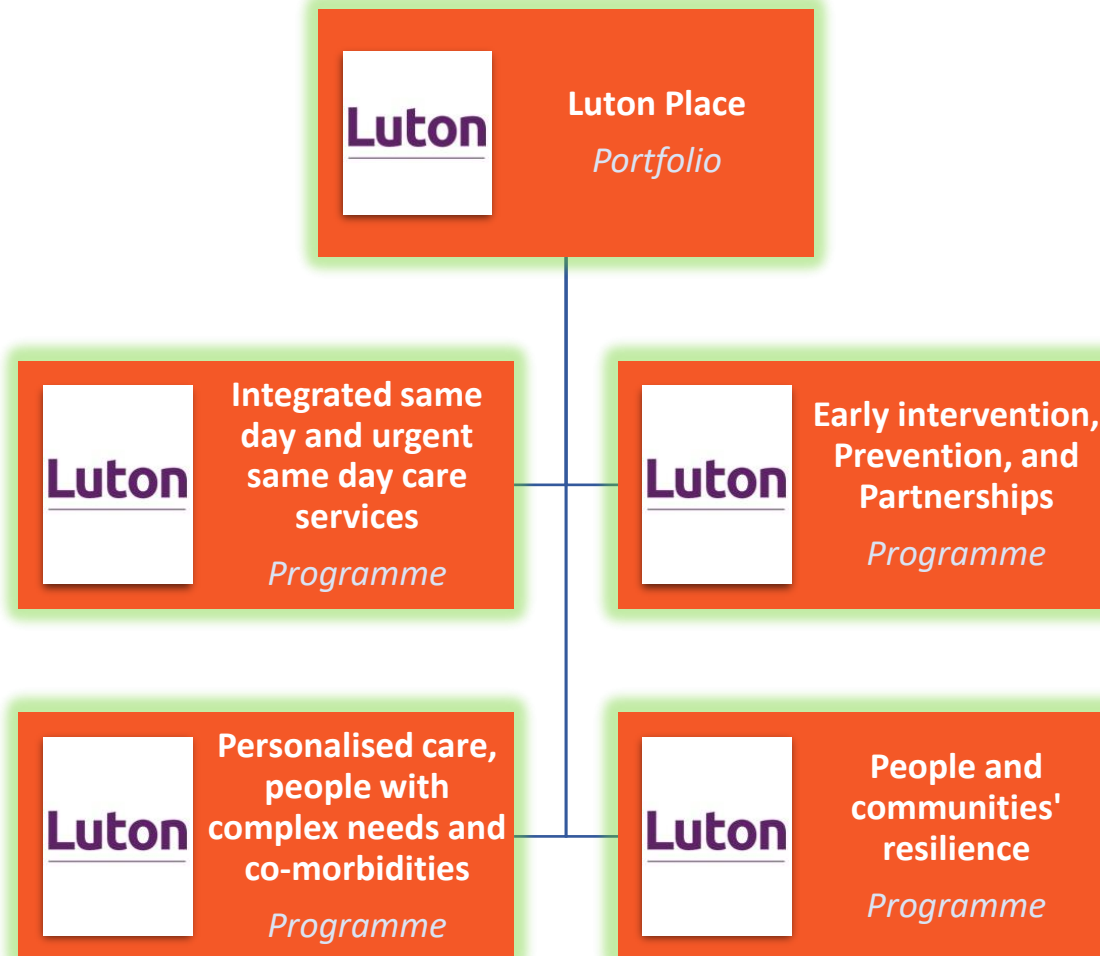 Luton
Luton Place
Portfolio
Luton
Integrated same
day and urgent
same day care
services
Programme
Luton
Early intervention,
Prevention, and
Partnerships
Programme
Luton
Personalised care,
people with
complex needs and
co-morbidities
Programme
Luton
People and
communities'
resilience
Programme